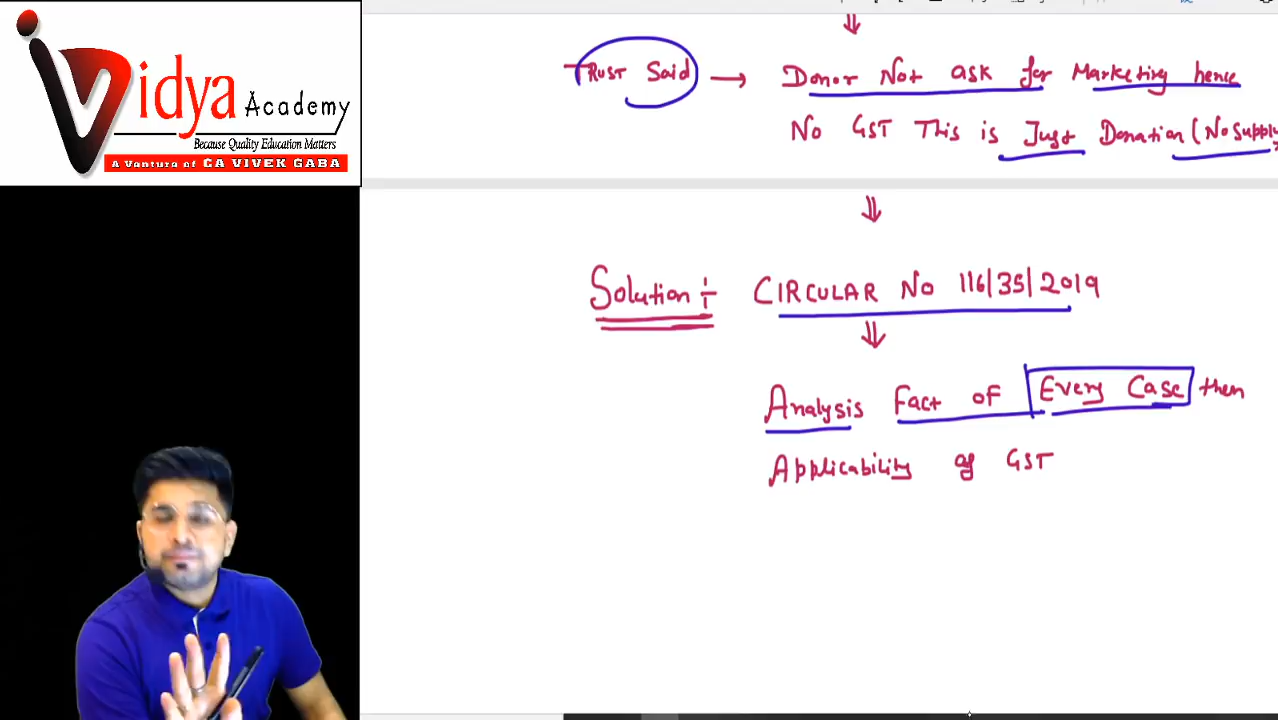 Vidya Academy
Because Quality Education Matters
A Ventura of CA VIVEK GABA
TRUST Said → Donor Not ask for Marketing hence
No GST This is Just Donation (No Supply
Solution:- CIRCULAR No 116/35/2019
Analysis Fact of Every Case then
Applicability of GST